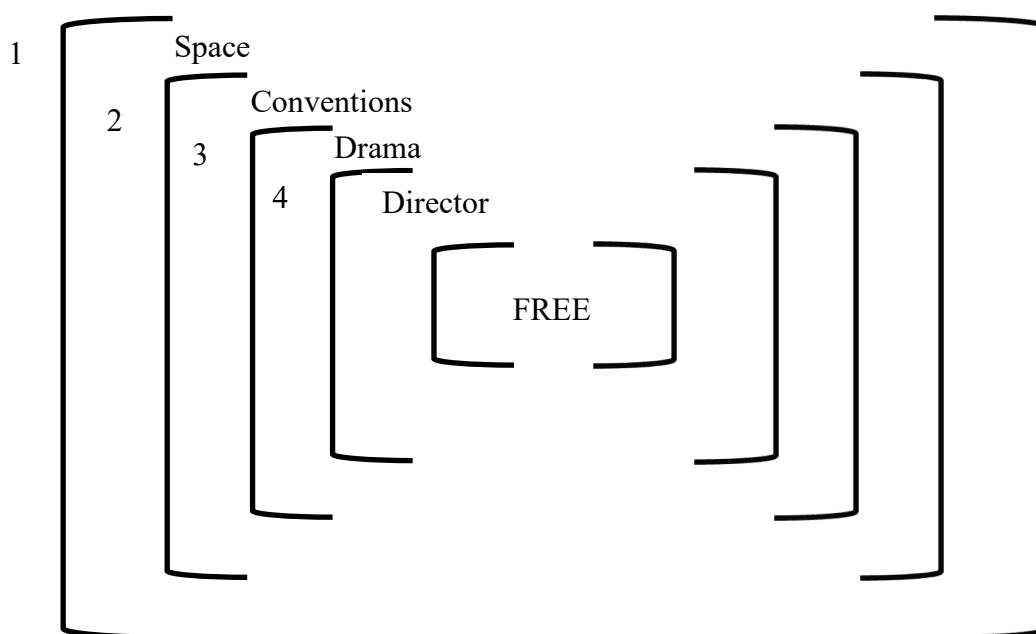 1
Space
2
Conventions
3
Drama
4
Director
FREE